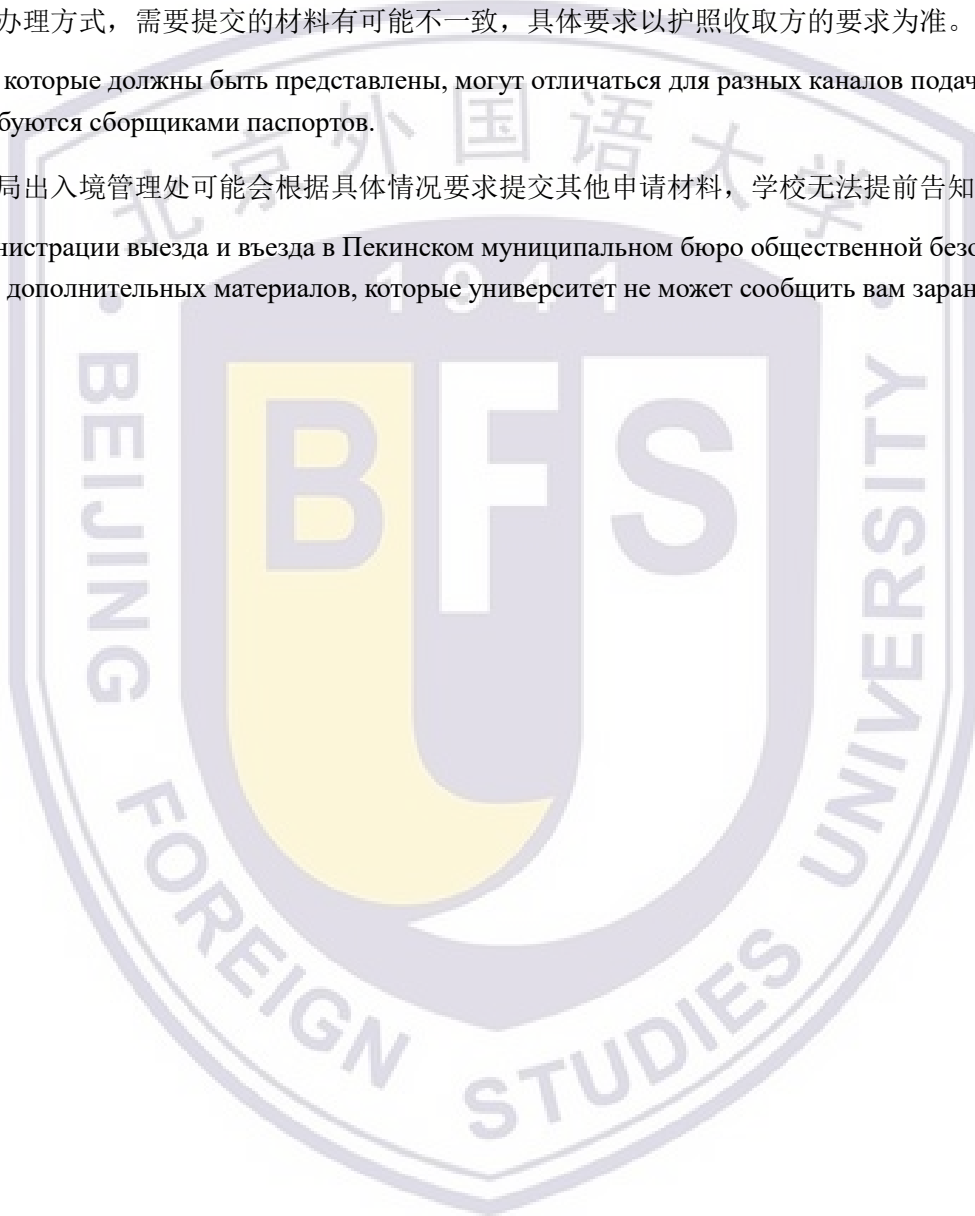 办理方式，需要提交的材料有可能不一致，具体要求以护照收取方的要求为准。
которые должны быть представлены, могут отличаться для разных каналов подач
буются сборщиками паспортов.
局出入境管理处可能会根据具体情况要求提交其他申请材料，学校无法提前告知
нистрации выезда и въезда в Пекинском муниципальном бюро общественной безо
дополнительных материалов, которые университет не может сообщить вам заран
北京外国语大学
1941
BFS
BEIJING FOREIGN STUDIES UNIVERSITY